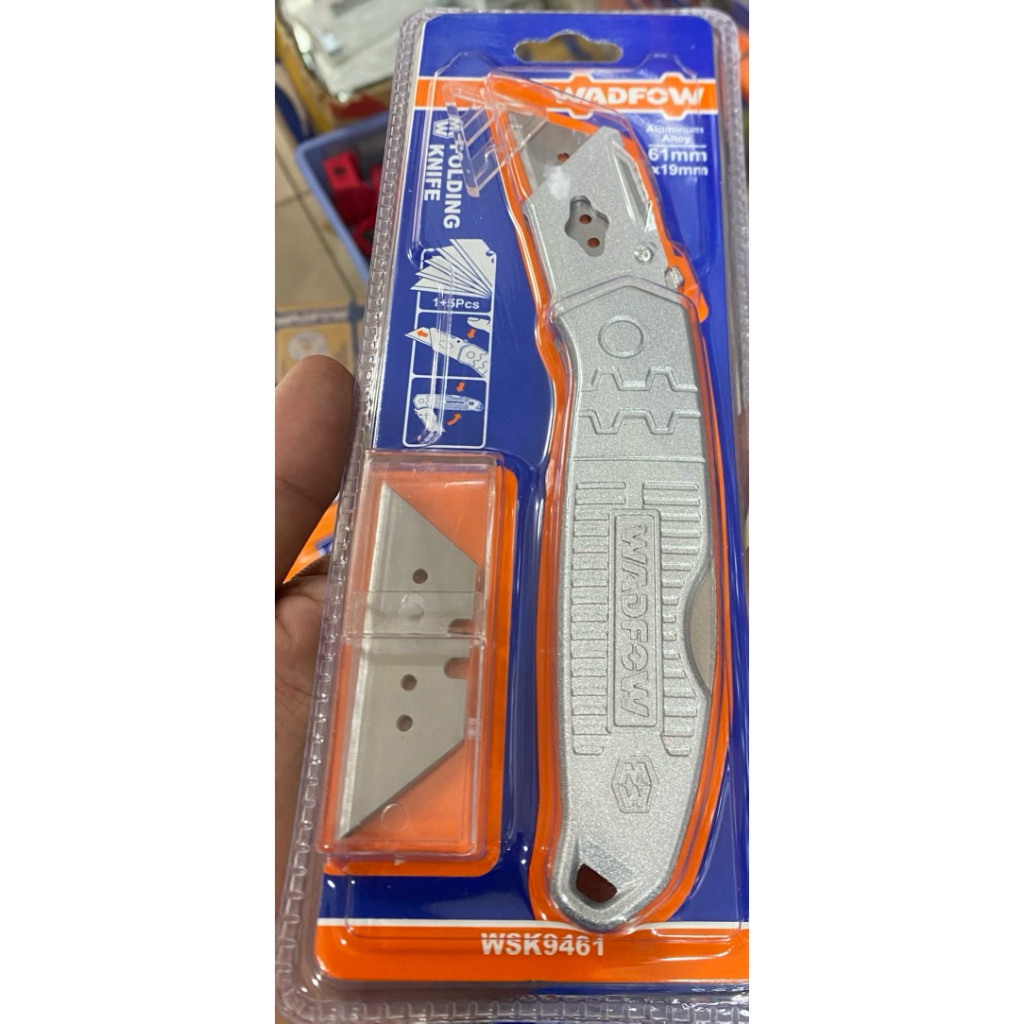 WADFOW
Aluminum
Alloy
61mm
x19mm
FOLDING
KNIFE
1+5Pcs
WADFOW
WSK9461